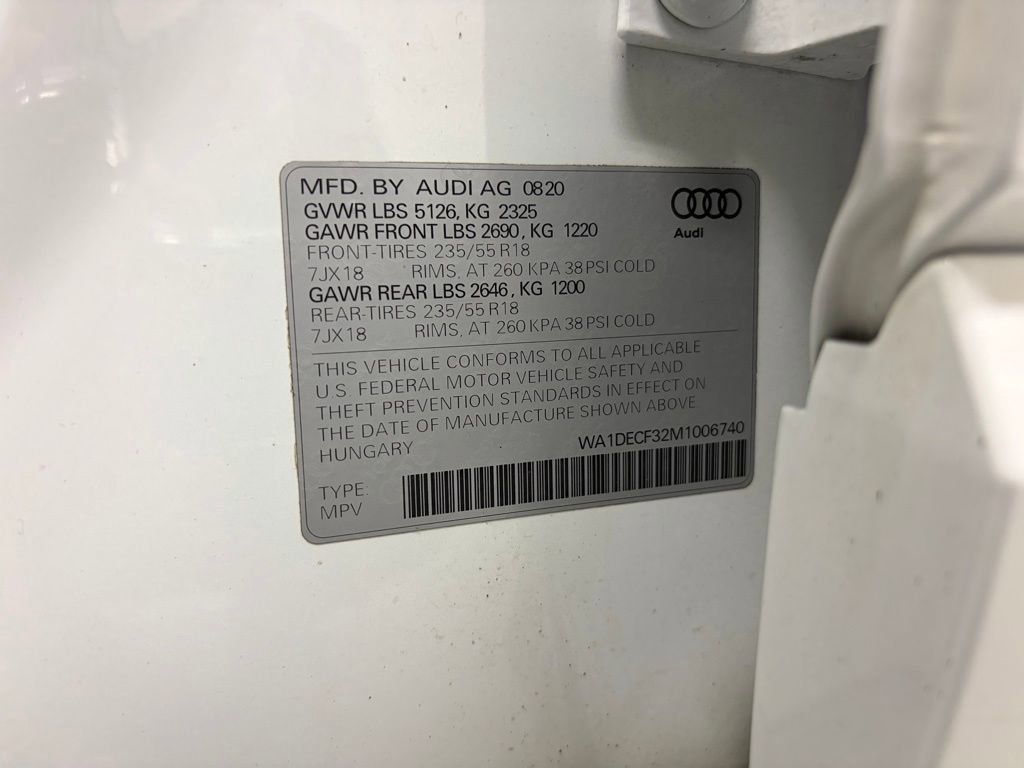 MFD. BY AUDI AG 0820
GVWR LBS 5126, KG 2325
GAWR FRONT LBS 2690, KG 1220
FRONT-TIRES 235/55 R18
7JX18 RIMS, AT 260 KPA 38 PSI COLD
GAWR REAR LBS 2646, KG 1200
REAR-TIRES 235/55 R18
7JX18 RIMS, AT 260 KPA 38 PSI COLD
Audi
THIS VEHICLE CONFORMS TO ALL APPLICABLE
U.S. FEDERAL MOTOR VEHICLE SAFETY AND
THEFT PREVENTION STANDARDS IN EFFECT ON
THE DATE OF MANUFACTURE SHOWN ABOVE
HUNGARY WA1DECF32M1006740
TYPE:
MPV